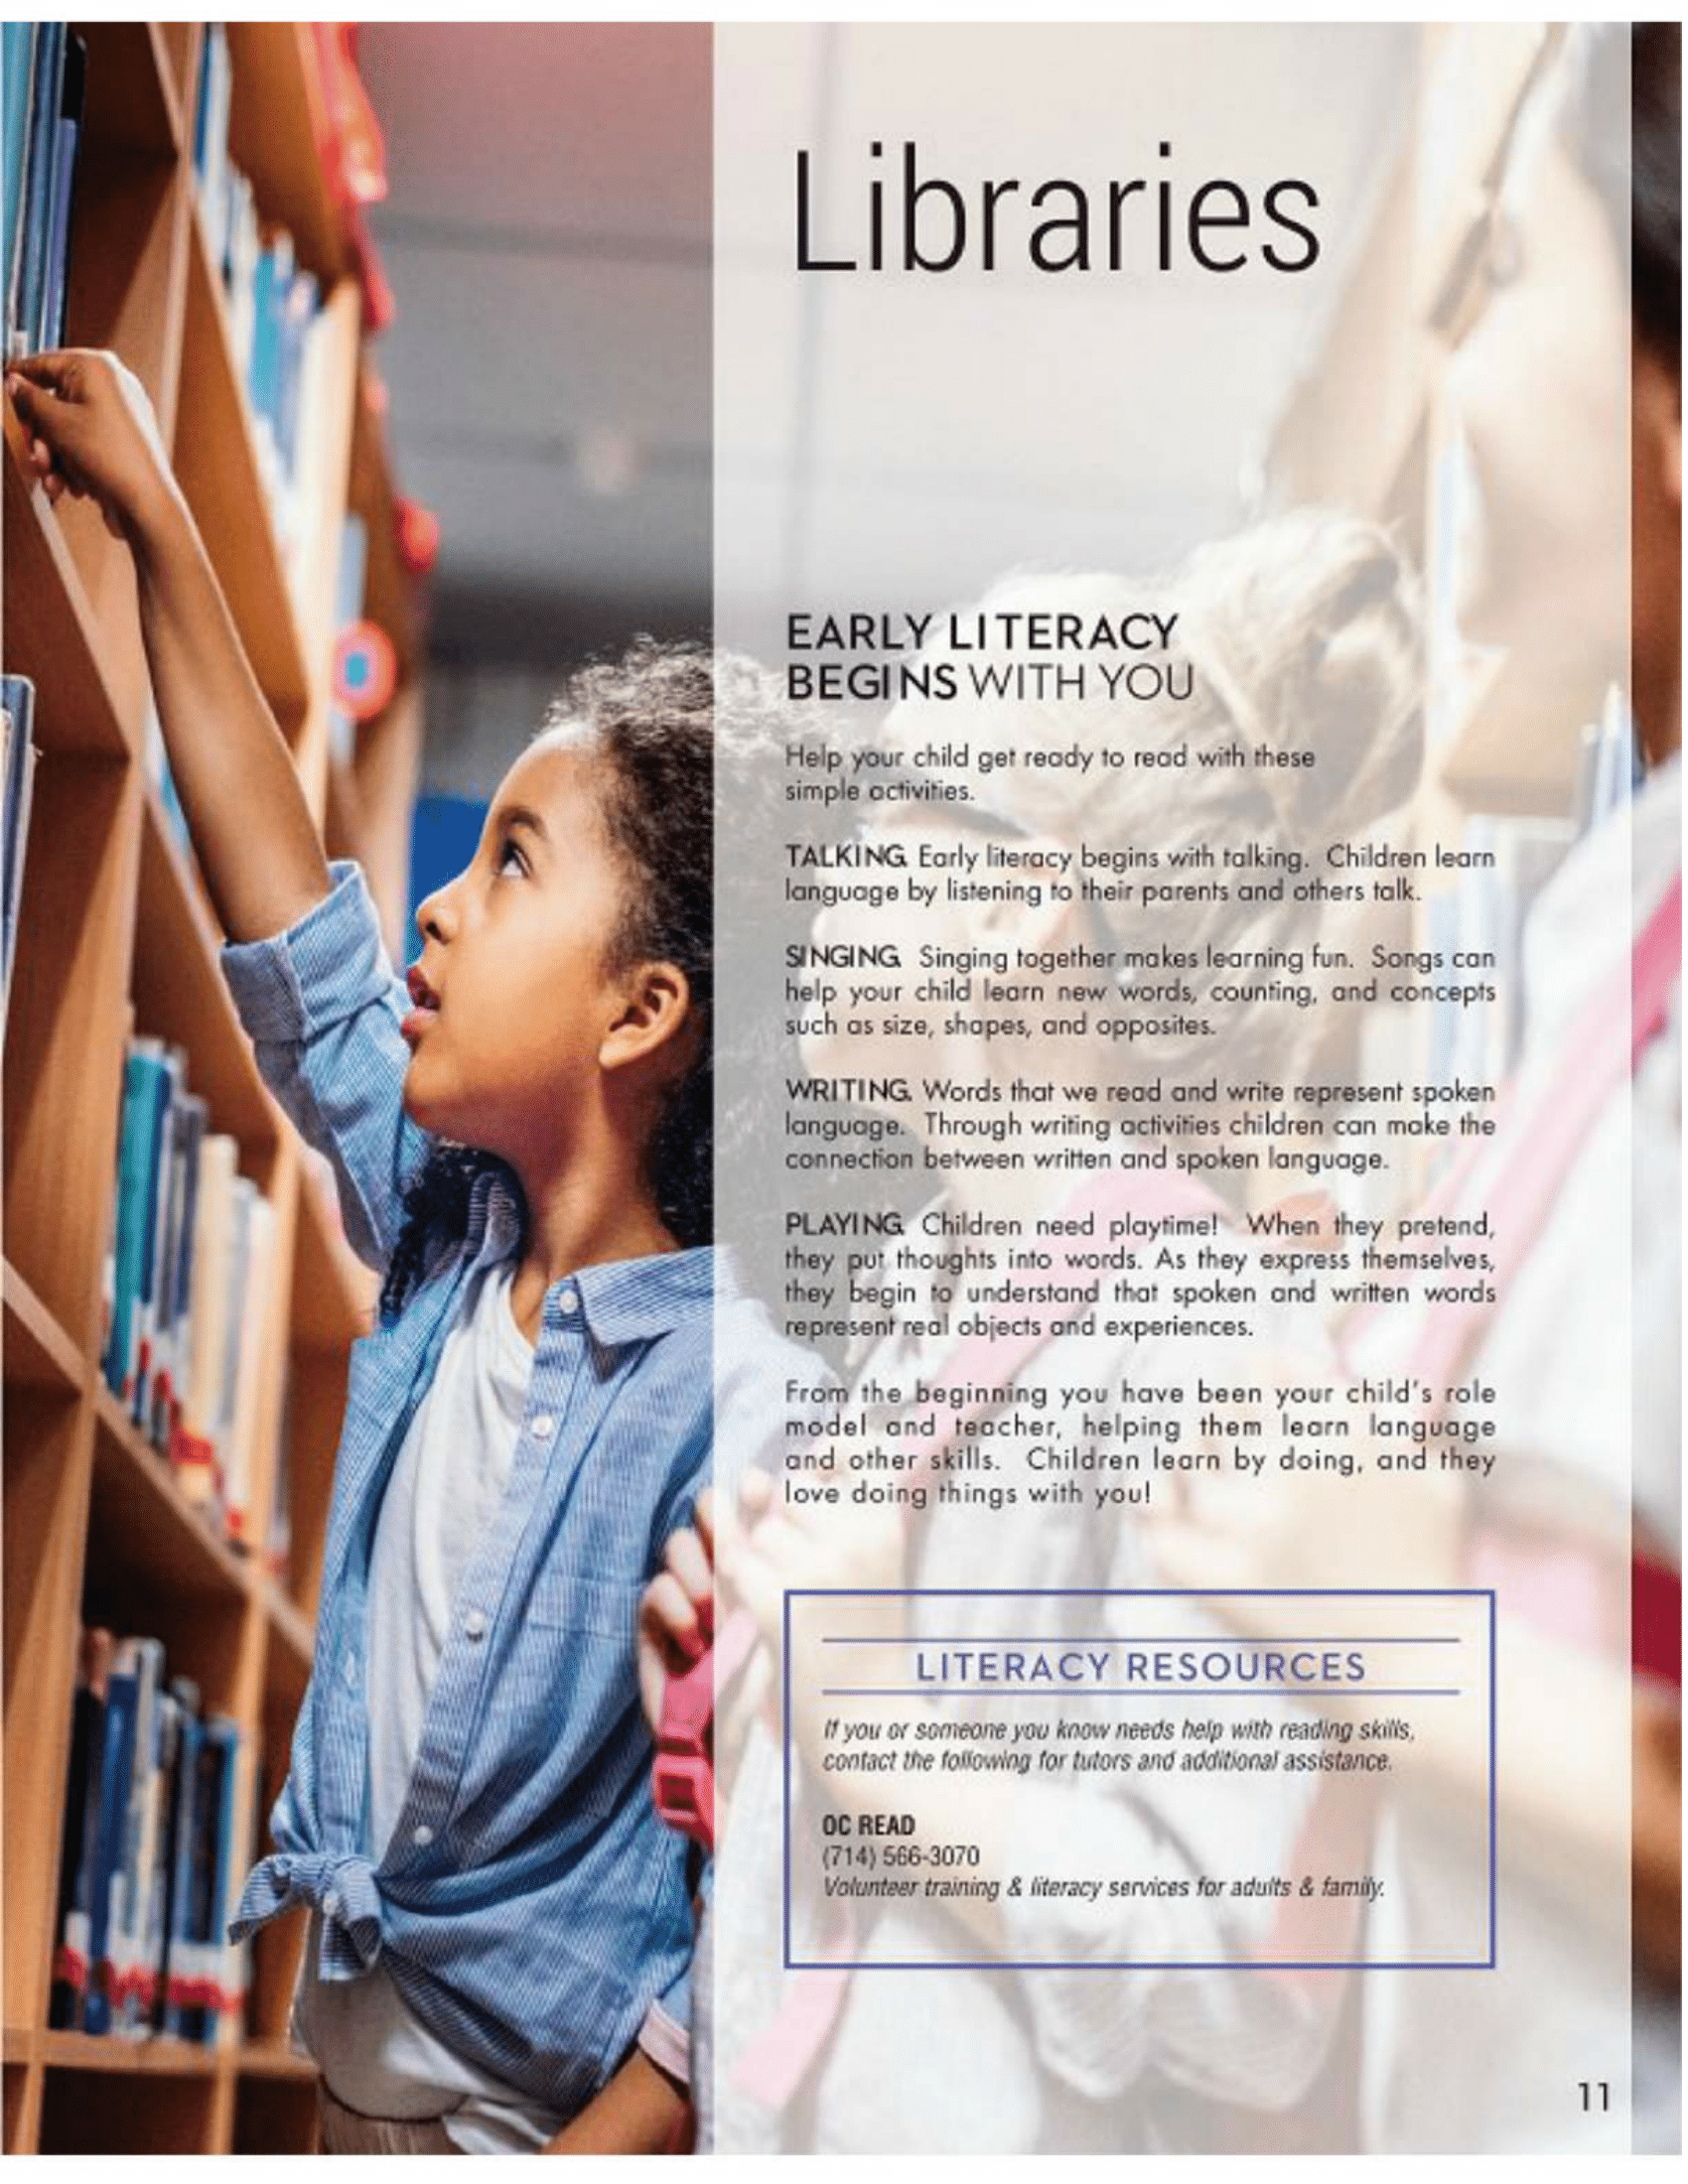 Libraries
EARLY LITERACY
BEGINS WITH YOU
Help your child get ready to read with these
simple activities.
TALKING. Early literacy begins with talking. Children learn
language by listening to their parents and others talk.
SINGING. Singing together makes learning fun. Songs can
help your child learn new words, counting, and concepts
such as size, shapes, and opposites.
WRITING. Words that we read and write represent spoken
language. Through writing activities children can make the
connection between written and spoken language.
PLAYING. Children need playtime! When they pretend,
they put thoughts into words. As they express themselves,
they begin to understand that spoken and written words
represent real objects and experiences.
From the beginning you have been your child's role
model and teacher, helping them learn language
and other skills. Children learn by doing, and they
love doing things with you!
LITERACY RESOURCES
If you or someone you know needs help with reading skills,
contact the following for tutors and additional assistance.
OC READ
(714) 566-3070
Volunteer training & literacy services for adults & family.
11